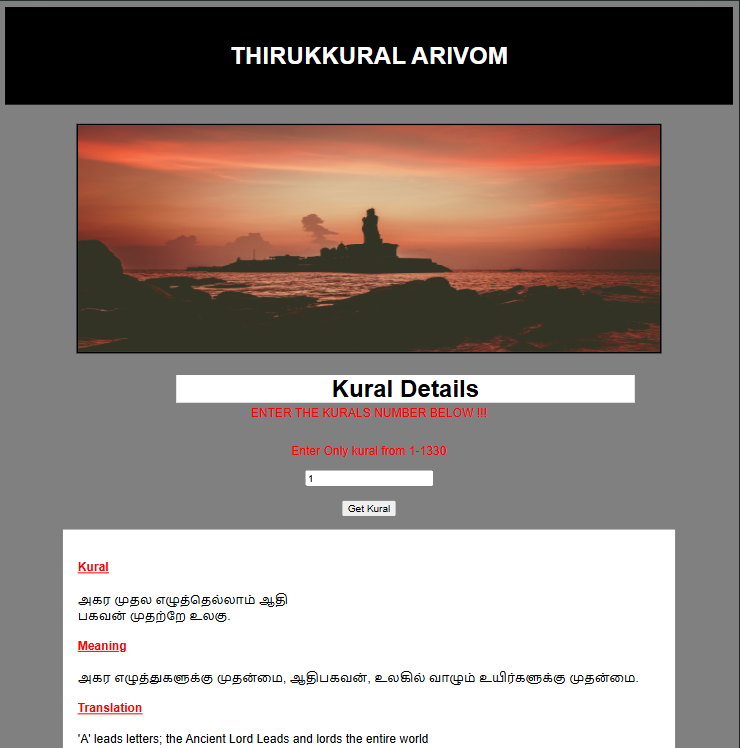 THIRUKKURAL ARIVOM
Kural Details
ENTER THE KURALS NUMBER BELOW !!!
Enter Only kural from 1-1330
1
Get Kural
Kural
அகர முதல எழுத்தெல்லாம் ஆதி
பகவன் முதற்றே உலகு.
Meaning
அகர எழுத்துகளுக்கு முதன்மை, ஆதிபகவன், உலகில் வாழும் உயிர்களுக்கு முதன்மை.
Translation
'A' leads letters; the Ancient Lord Leads and lords the entire world